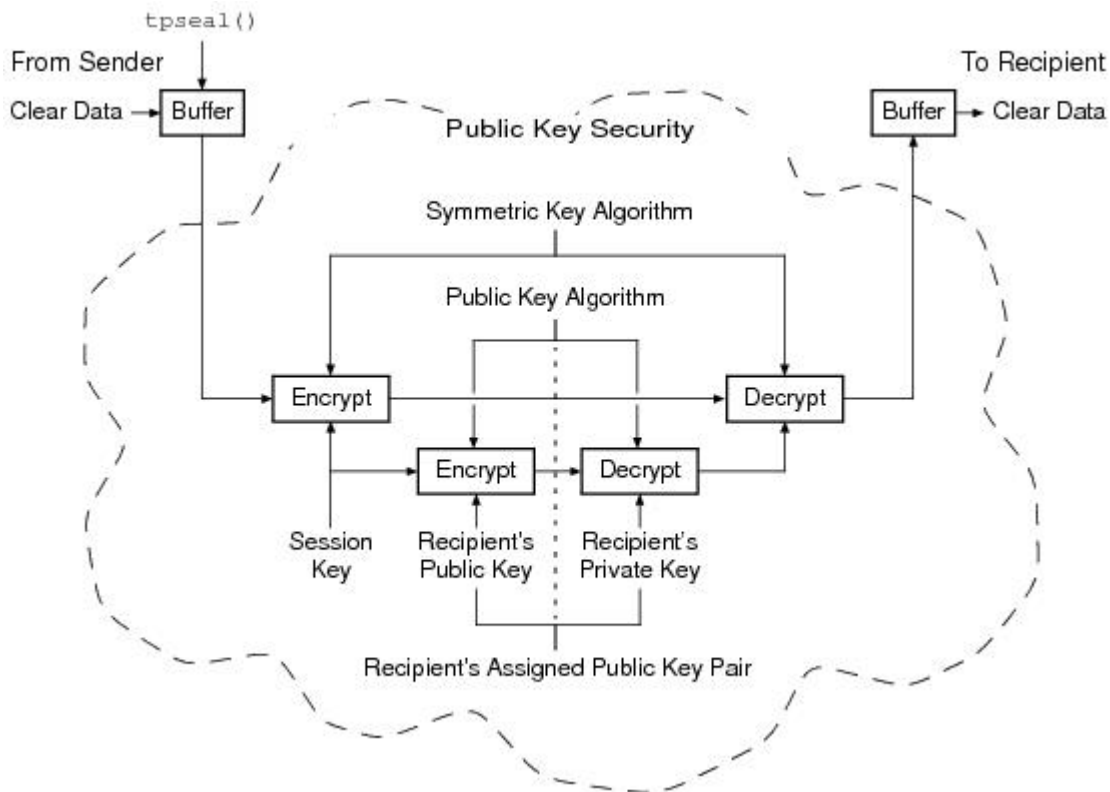 tpseal()
From Sender
To Recipient
Clear Data
Buffer
Buffer
Clear Data
Public Key Security
Symmetric Key Algorithm
Public Key Algorithm
Encrypt
Decrypt
Encrypt
Decrypt
Session
Key
Recipient's
Public Key
Recipient's
Private Key
Recipient's Assigned Public Key Pair